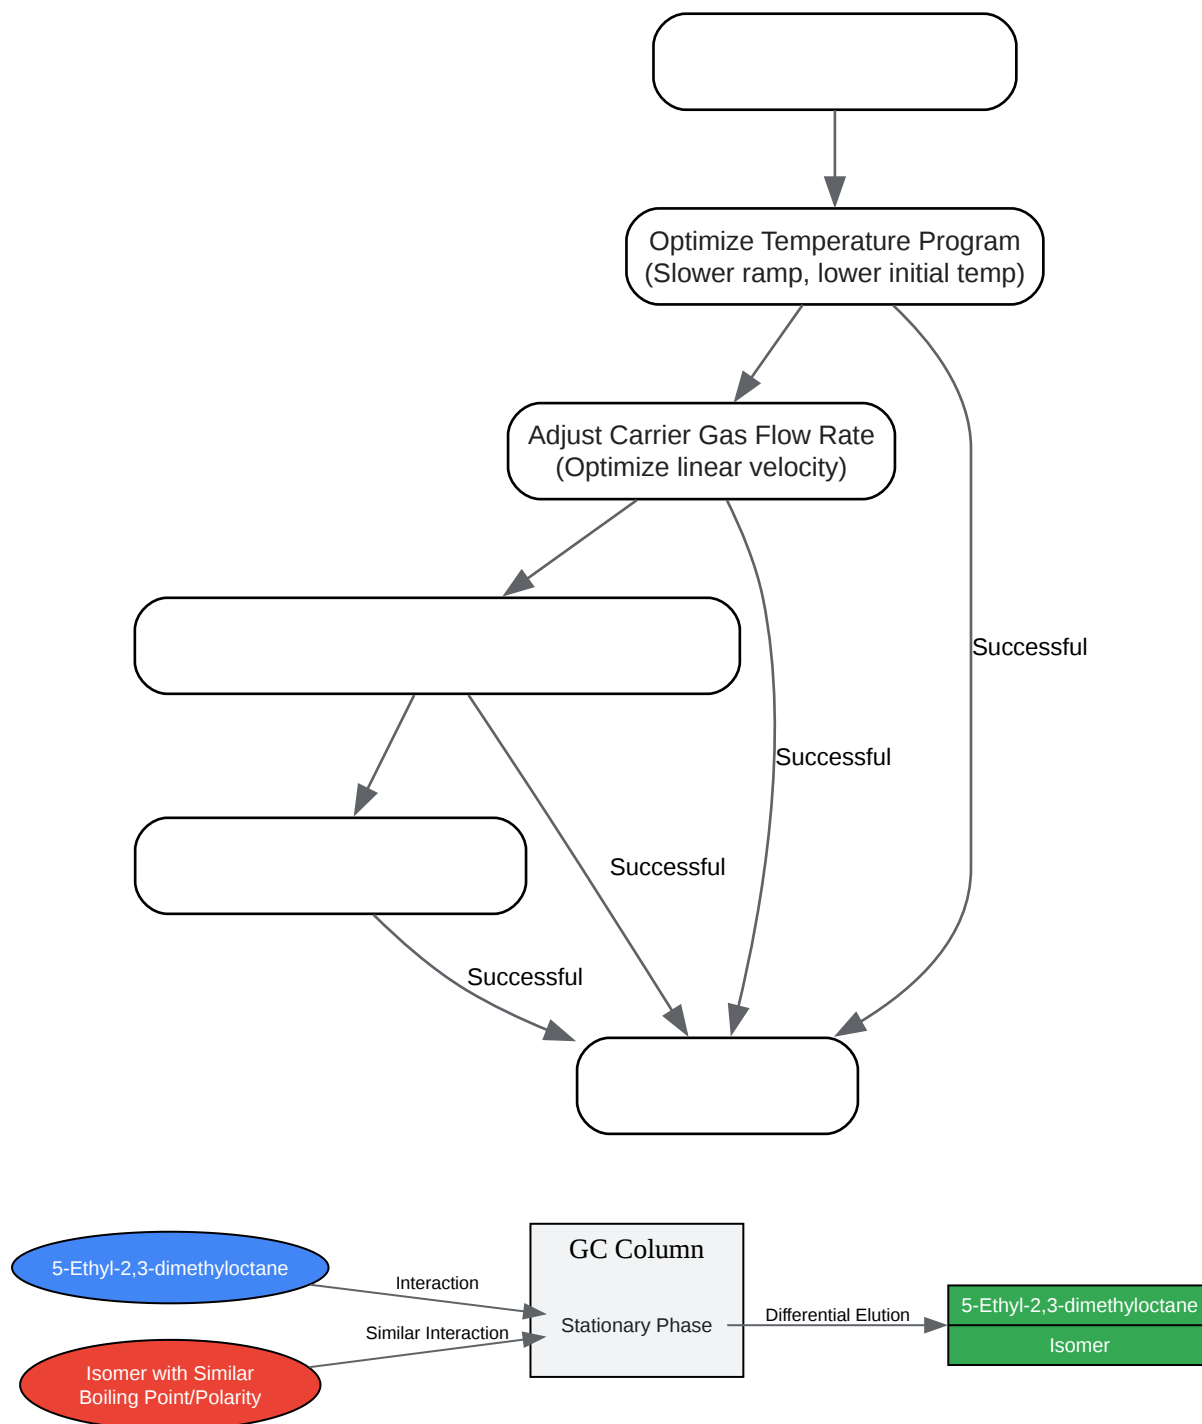 Optimize Temperature Program
(Slower ramp, lower initial temp)
Adjust Carrier Gas Flow Rate
(Optimize linear velocity)
Successful
Successful
Successful
Successful
GC Column
5-Ethyl-2,3-dimethyloctane
Interaction
5-Ethyl-2,3-dimethyloctane
Differential Elution
Stationary Phase
Similar Interaction
Isomer
Isomer with Similar
Boiling Point/Polarity